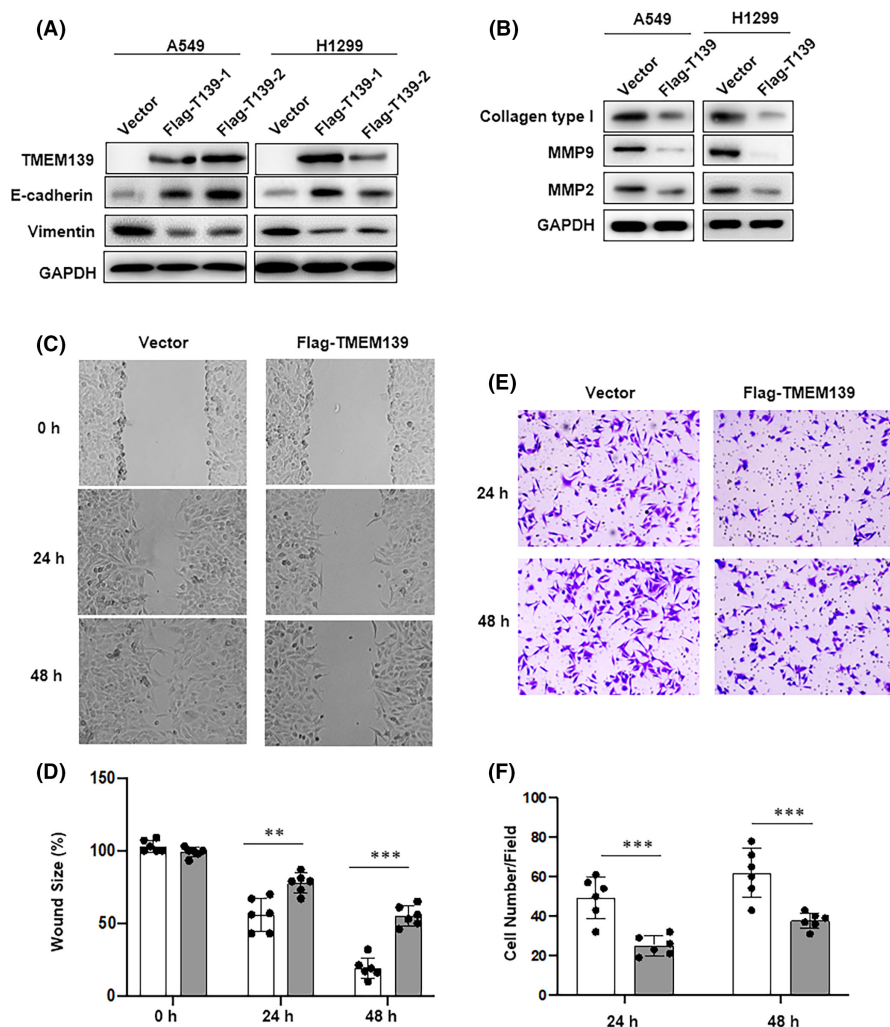 (A)
A549
H1299
Vector
Flag-T139-1
Flag-T139-2
Vector
Flag-T139-1
Flag-T139-2
TMEM139
E-cadherin
Vimentin
GAPDH
(B)
A549
H1299
Vector
Flag-T139
Vector
Flag-T139
Collagen type I
MMP9
MMP2
GAPDH
(C)
Vector
Flag-TMEM139
0 h
24 h
48 h
(E)
Vector
Flag-TMEM139
24 h
48 h
(D)
Wound Size (%)
150
100
50
0
**
***
0 h
24 h
48 h
(F)
Cell Number/Field
100
80
60
40
20
0
***
***
24 h
48 h